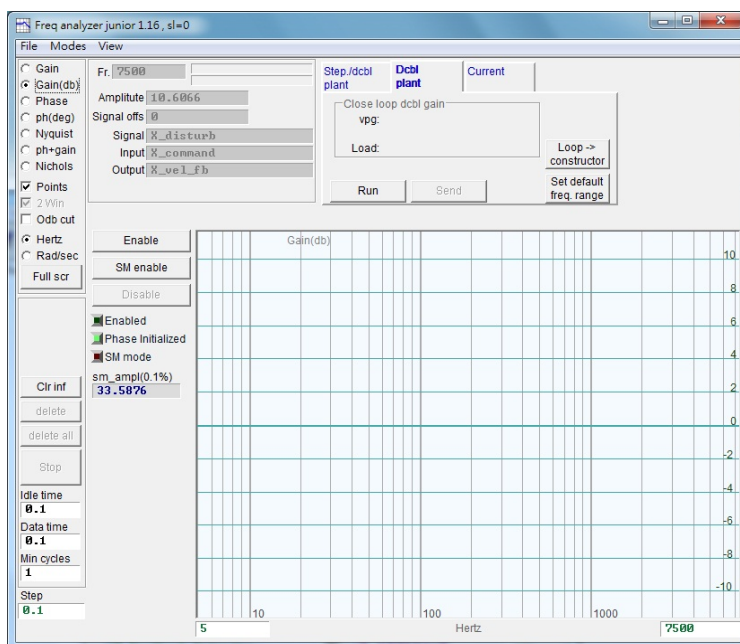 Freq analyzer junior 1.16 , sl=0
File Modes View
Gain
Gain(db)
Phase
ph(deg)
Nyquist
ph+gain
Nichols
Points
2 Win
0db cut
Hertz
Rad/sec
Full scr
Fr. 7500
Amplitute 10.6066
Signal offs 0
Signal X_disturb
Input X_command
Output X_vel_fb
Step./dcbl plant
Dcbl plant
Current
Close loop dcbl gain
vpg:
Load:
Run
Send
Loop -> constructor
Set default freq. range
Enable
SM enable
Disable
Enabled
Phase Initialized
SM mode
sm_ampl(0.1%)
33.5876
Clr inf
delete
delete all
Stop
Idle time
0.1
Data time
0.1
Min cycles
1
Step
0.1
Gain(db)
10
8
6
4
2
0
-2
-4
-6
-8
-10
10 100 1000
5 Hertz 7500